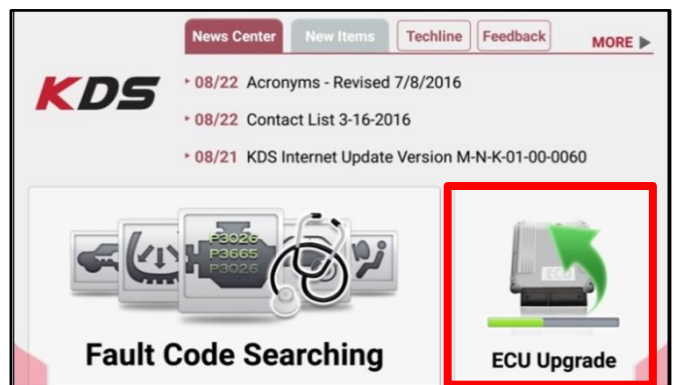 News Center New Items Techline Feedback MORE ▶
KDS
08/22 Acronyms - Revised 7/8/2016
08/22 Contact List 3-16-2016
08/21 KDS Internet Update Version M-N-K-01-00-0060
P3026
P3665
P3026
ECU
Fault Code Searching
ECU Upgrade